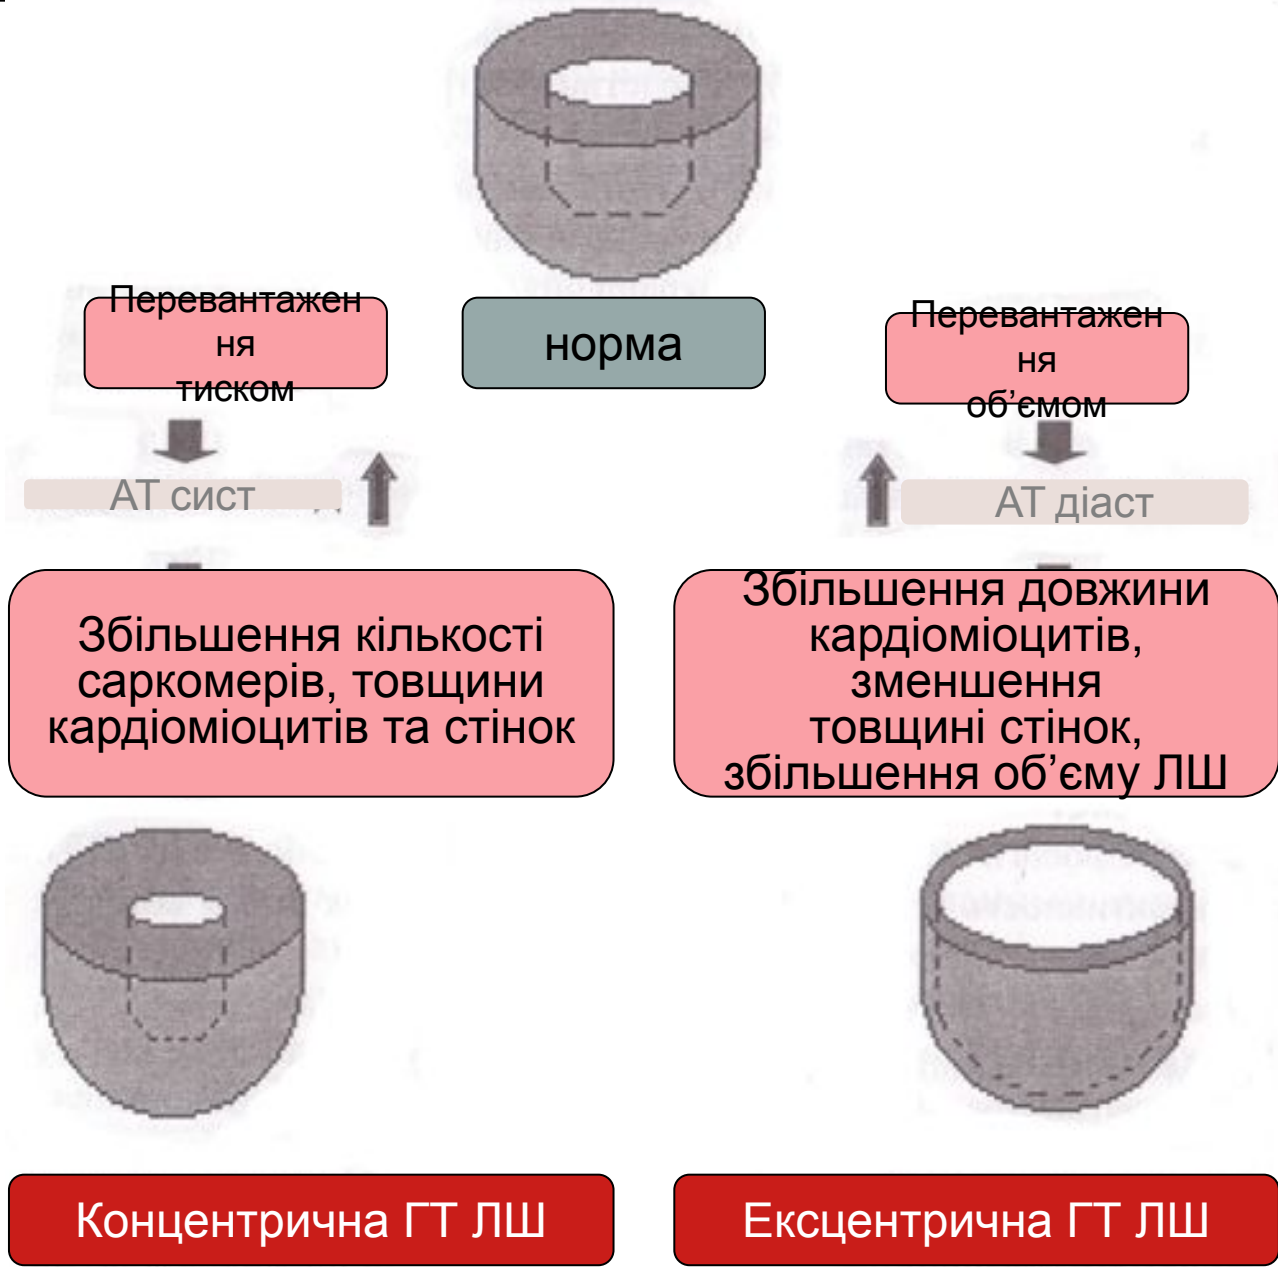 Перевантажен
ня
тиском
норма
Перевантажен
ня
об’ємом
АТ сист
АТ діаст
Збільшення кількості
саркомерів, товщини
кардіоміоцитів та стінок
Збільшення довжини
кардіоміоцитів,
зменшення
товщині стінок,
збільшення об’єму ЛШ
Концентрична ГТ ЛШ
Ексцентрична ГТ ЛШ